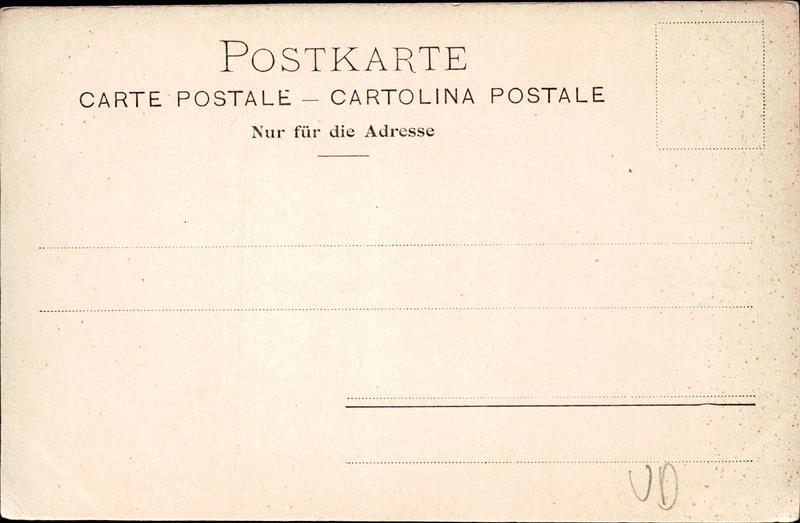 POSTKARTE
CARTE POSTALE — CARTOLINA POSTALE
Nur für die Adresse
VD